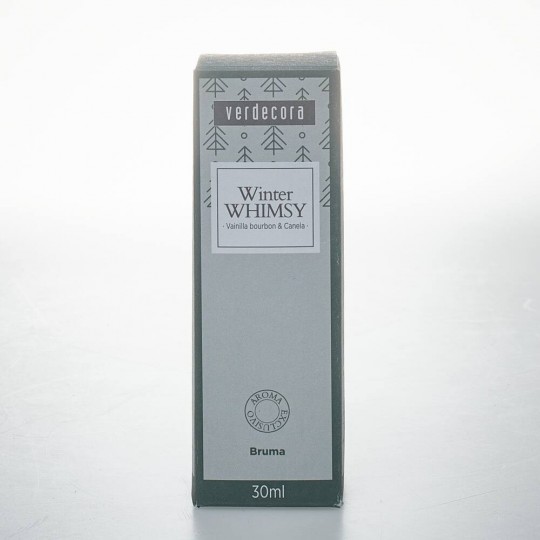 verdecora
Winter
WHIMSY
· Vainilla bourbon & Canela ·
AROMA EXCLUSIVO
Bruma
30ml